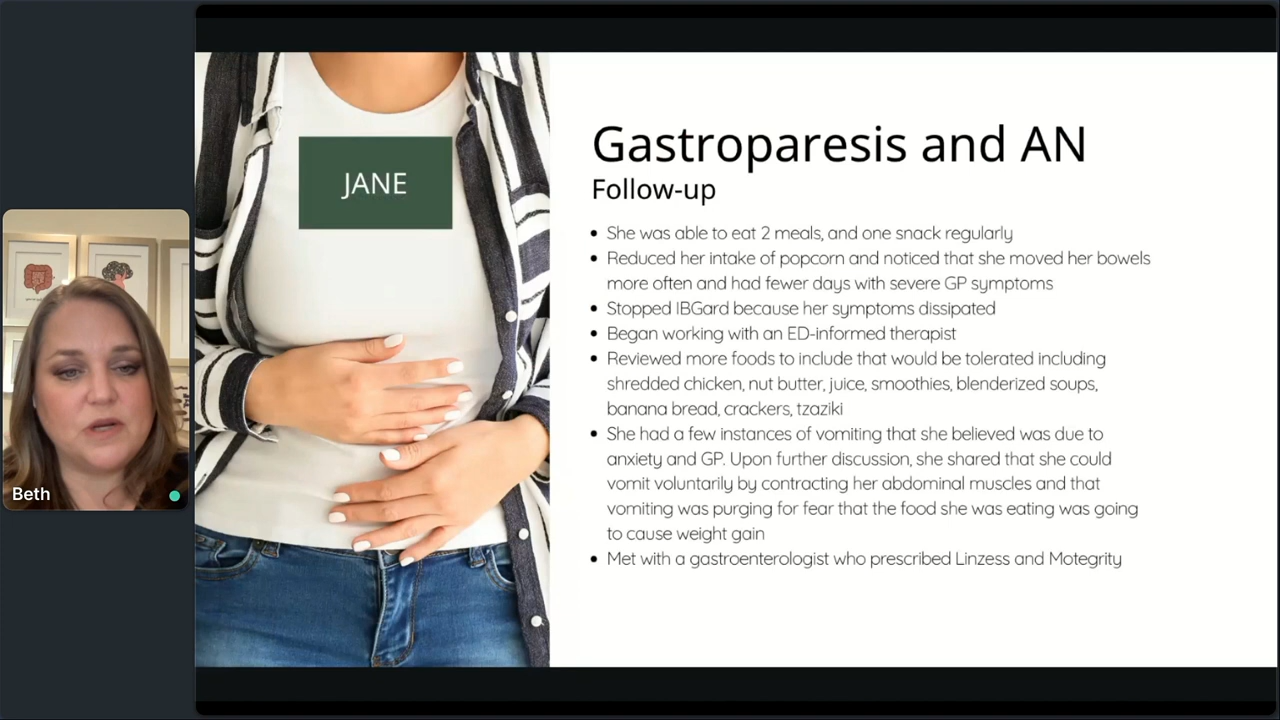 JANE
Gastroparesis and AN
Follow-up
• She was able to eat 2 meals, and one snack regularly
• Reduced her intake of popcorn and noticed that she moved her bowels
more often and had fewer days with severe GP symptoms
• Stopped IBGard because her symptoms dissipated
• Began working with an ED-informed therapist
• Reviewed more foods to include that would be tolerated including
shredded chicken, nut butter, juice, smoothies, blenderized soups,
banana bread, crackers, tzaziki
• She had a few instances of vomiting that she believed was due to
anxiety and GP. Upon further discussion, she shared that she could
vomit voluntarily by contracting her abdominal muscles and that
vomiting was purging for fear that the food she was eating was going
to cause weight gain
• Met with a gastroenterologist who prescribed Linzess and Motegrity
Beth